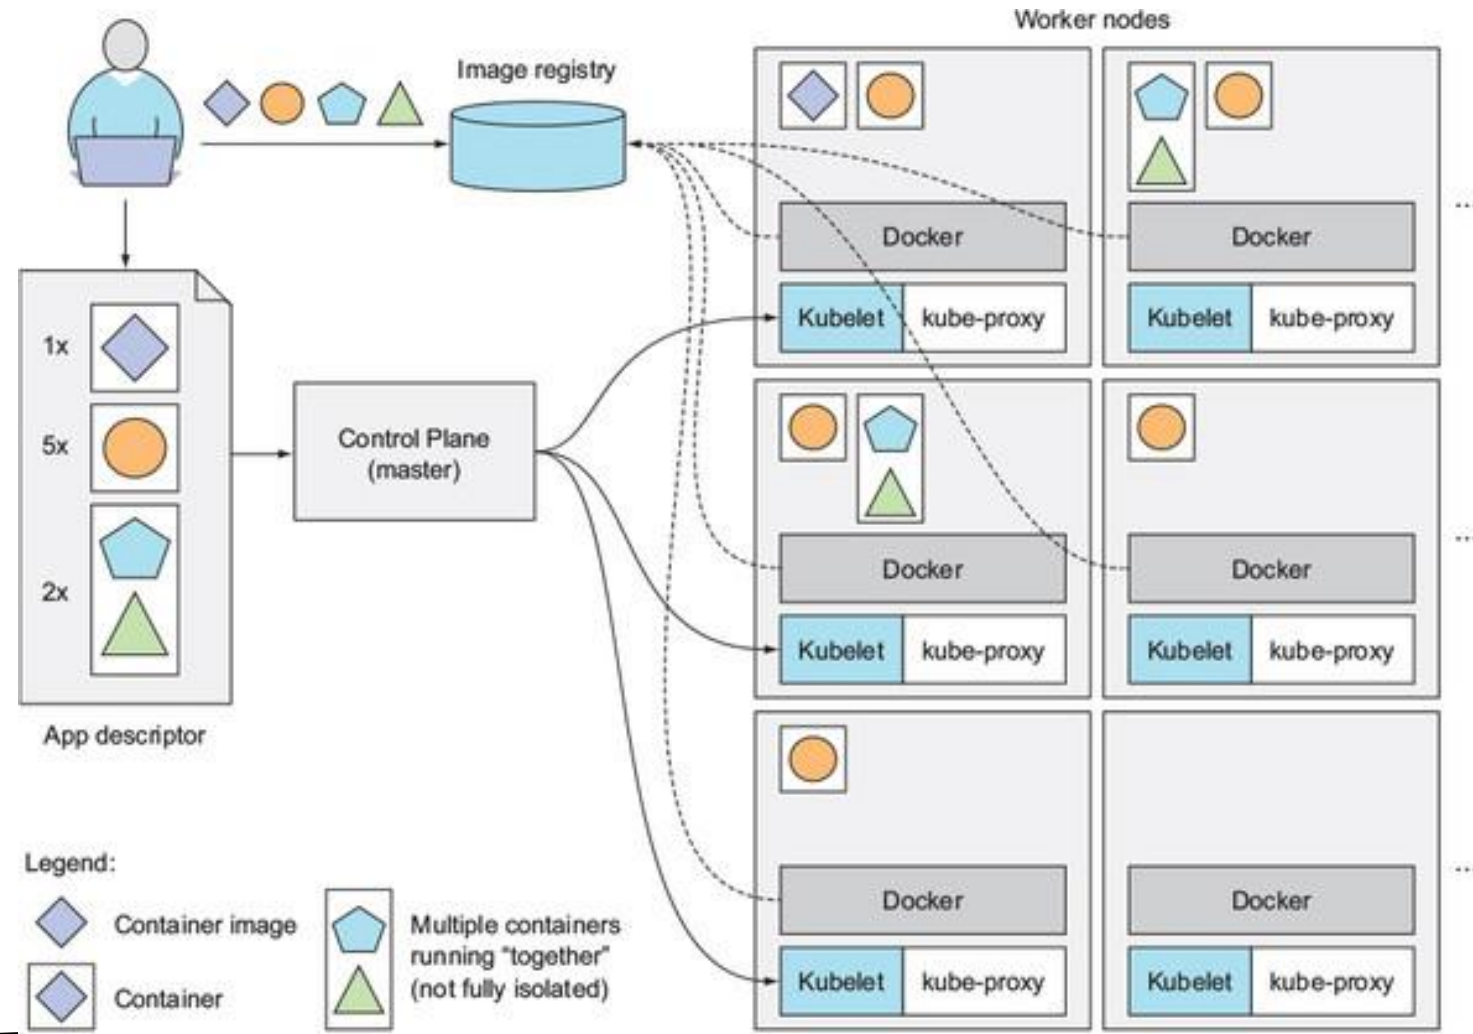 Worker nodes
Image registry
Docker
Docker
Kubelet
kube-proxy
Kubelet
kube-proxy
1x
5x
2x
Control Plane
(master)
Docker
Docker
Kubelet
kube-proxy
Kubelet
kube-proxy
App descriptor
Docker
Docker
Kubelet
kube-proxy
Kubelet
kube-proxy
Legend:
Container image
Container
Multiple containers
running “together”
(not fully isolated)
...
...
...